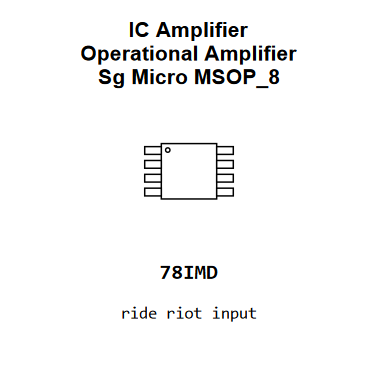 IC Amplifier
Operational Amplifier
Sg Micro MSOP_8
78IMD
ride riot input